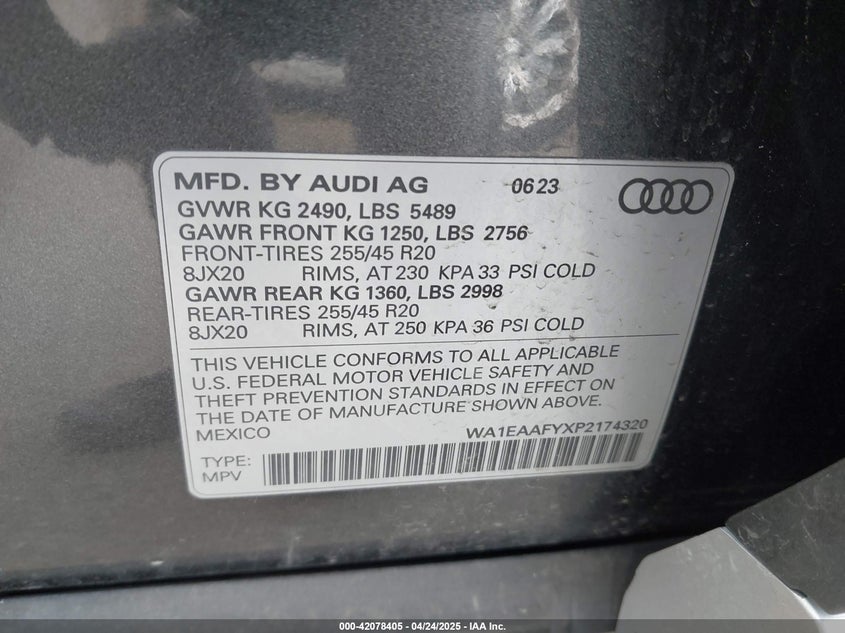 MFD. BY AUDI AG 0623
GVWR KG 2490, LBS 5489
GAWR FRONT KG 1250, LBS 2756
FRONT-TIRES 255/45 R20
8JX20 RIMS, AT 230 KPA 33 PSI COLD
GAWR REAR KG 1360, LBS 2998
REAR-TIRES 255/45 R20
8JX20 RIMS, AT 250 KPA 36 PSI COLD
THIS VEHICLE CONFORMS TO ALL APPLICABLE
U.S. FEDERAL MOTOR VEHICLE SAFETY AND
THEFT PREVENTION STANDARDS IN EFFECT ON
THE DATE OF MANUFACTURE SHOWN ABOVE.
MEXICO WA1EAAFYXP2174320
TYPE:
MPV
000-42078405 - 04/24/2025 - IAA Inc.